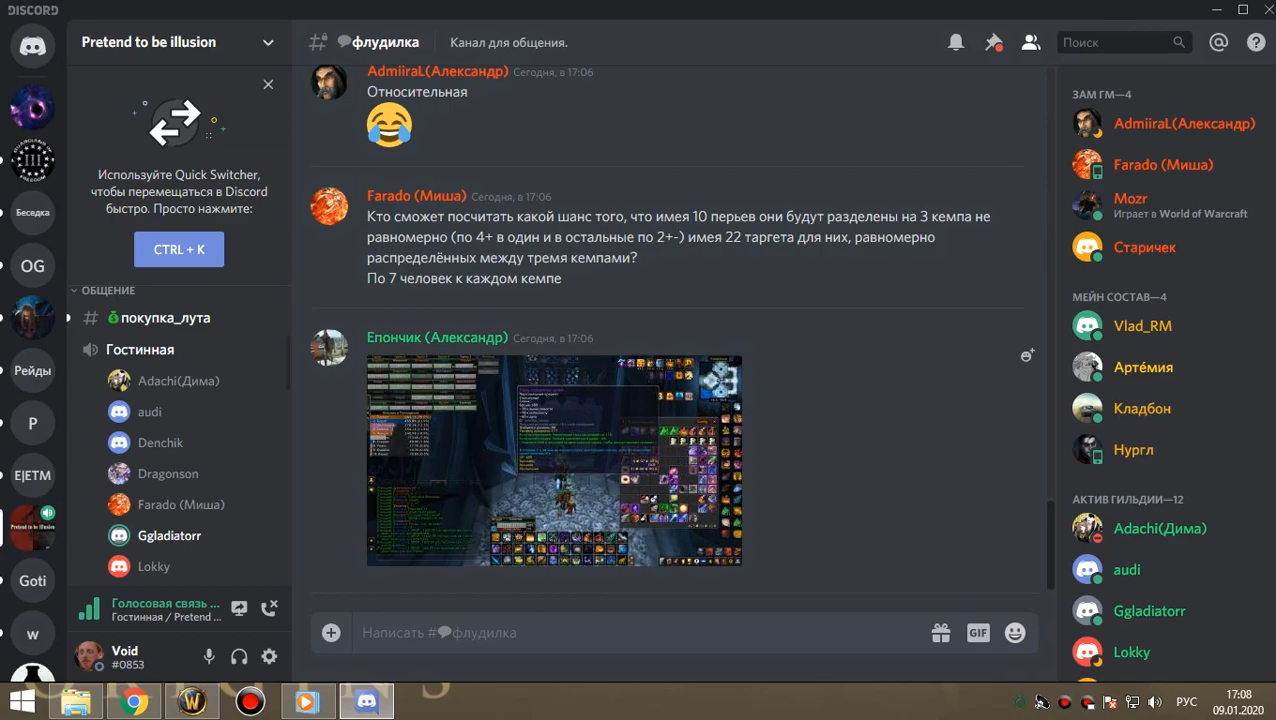 DISCORD
Pretend to be illusion
флудилка
Канал для общения.
Поиск
Используйте Quick Switcher,
чтобы перемещаться в Discord
быстро. Просто нажмите:
CTRL + K
ОБЩЕНИЕ
покупка_лута
Гостинная
Adachi(Дима)
audi
Denchik
Dragonson
Farado (Миша)
Ggladiatorr
Lokky
Голосовая связь ...
Гостинная / Pretend ...
Void
#0853
Беседка
OG
Рейды
P
E|ETM
Goti
w
AdmiiraL(Александр) Сегодня, в 17:06
Относительная
Farado (Миша) Сегодня, в 17:06
Кто сможет посчитать какой шанс того, что имея 10 перьев они будут разделены на 3 кемпа не
равномерно (по 4+ в один и в остальные по 2+-) имея 22 таргета для них, равномерно
распределённых между тремя кемпами?
По 7 человек к каждом кемпе
Епончик (Александр) Сегодня, в 17:06
Написать #флудилка
GIF
ЗАМ ГМ—4
AdmiiraL(Александр)
Farado (Миша)
Mozr
Играет в World of Warcraft
Старичек
МЕЙН СОСТАВ—4
Vlad_RM
Артёмия
Кладбон
Нургл
АКТИВ ГИЛЬДИИ—12
Adachi(Дима)
audi
Ggladiatorr
Lokky
РУС
17:08
09.01.2020